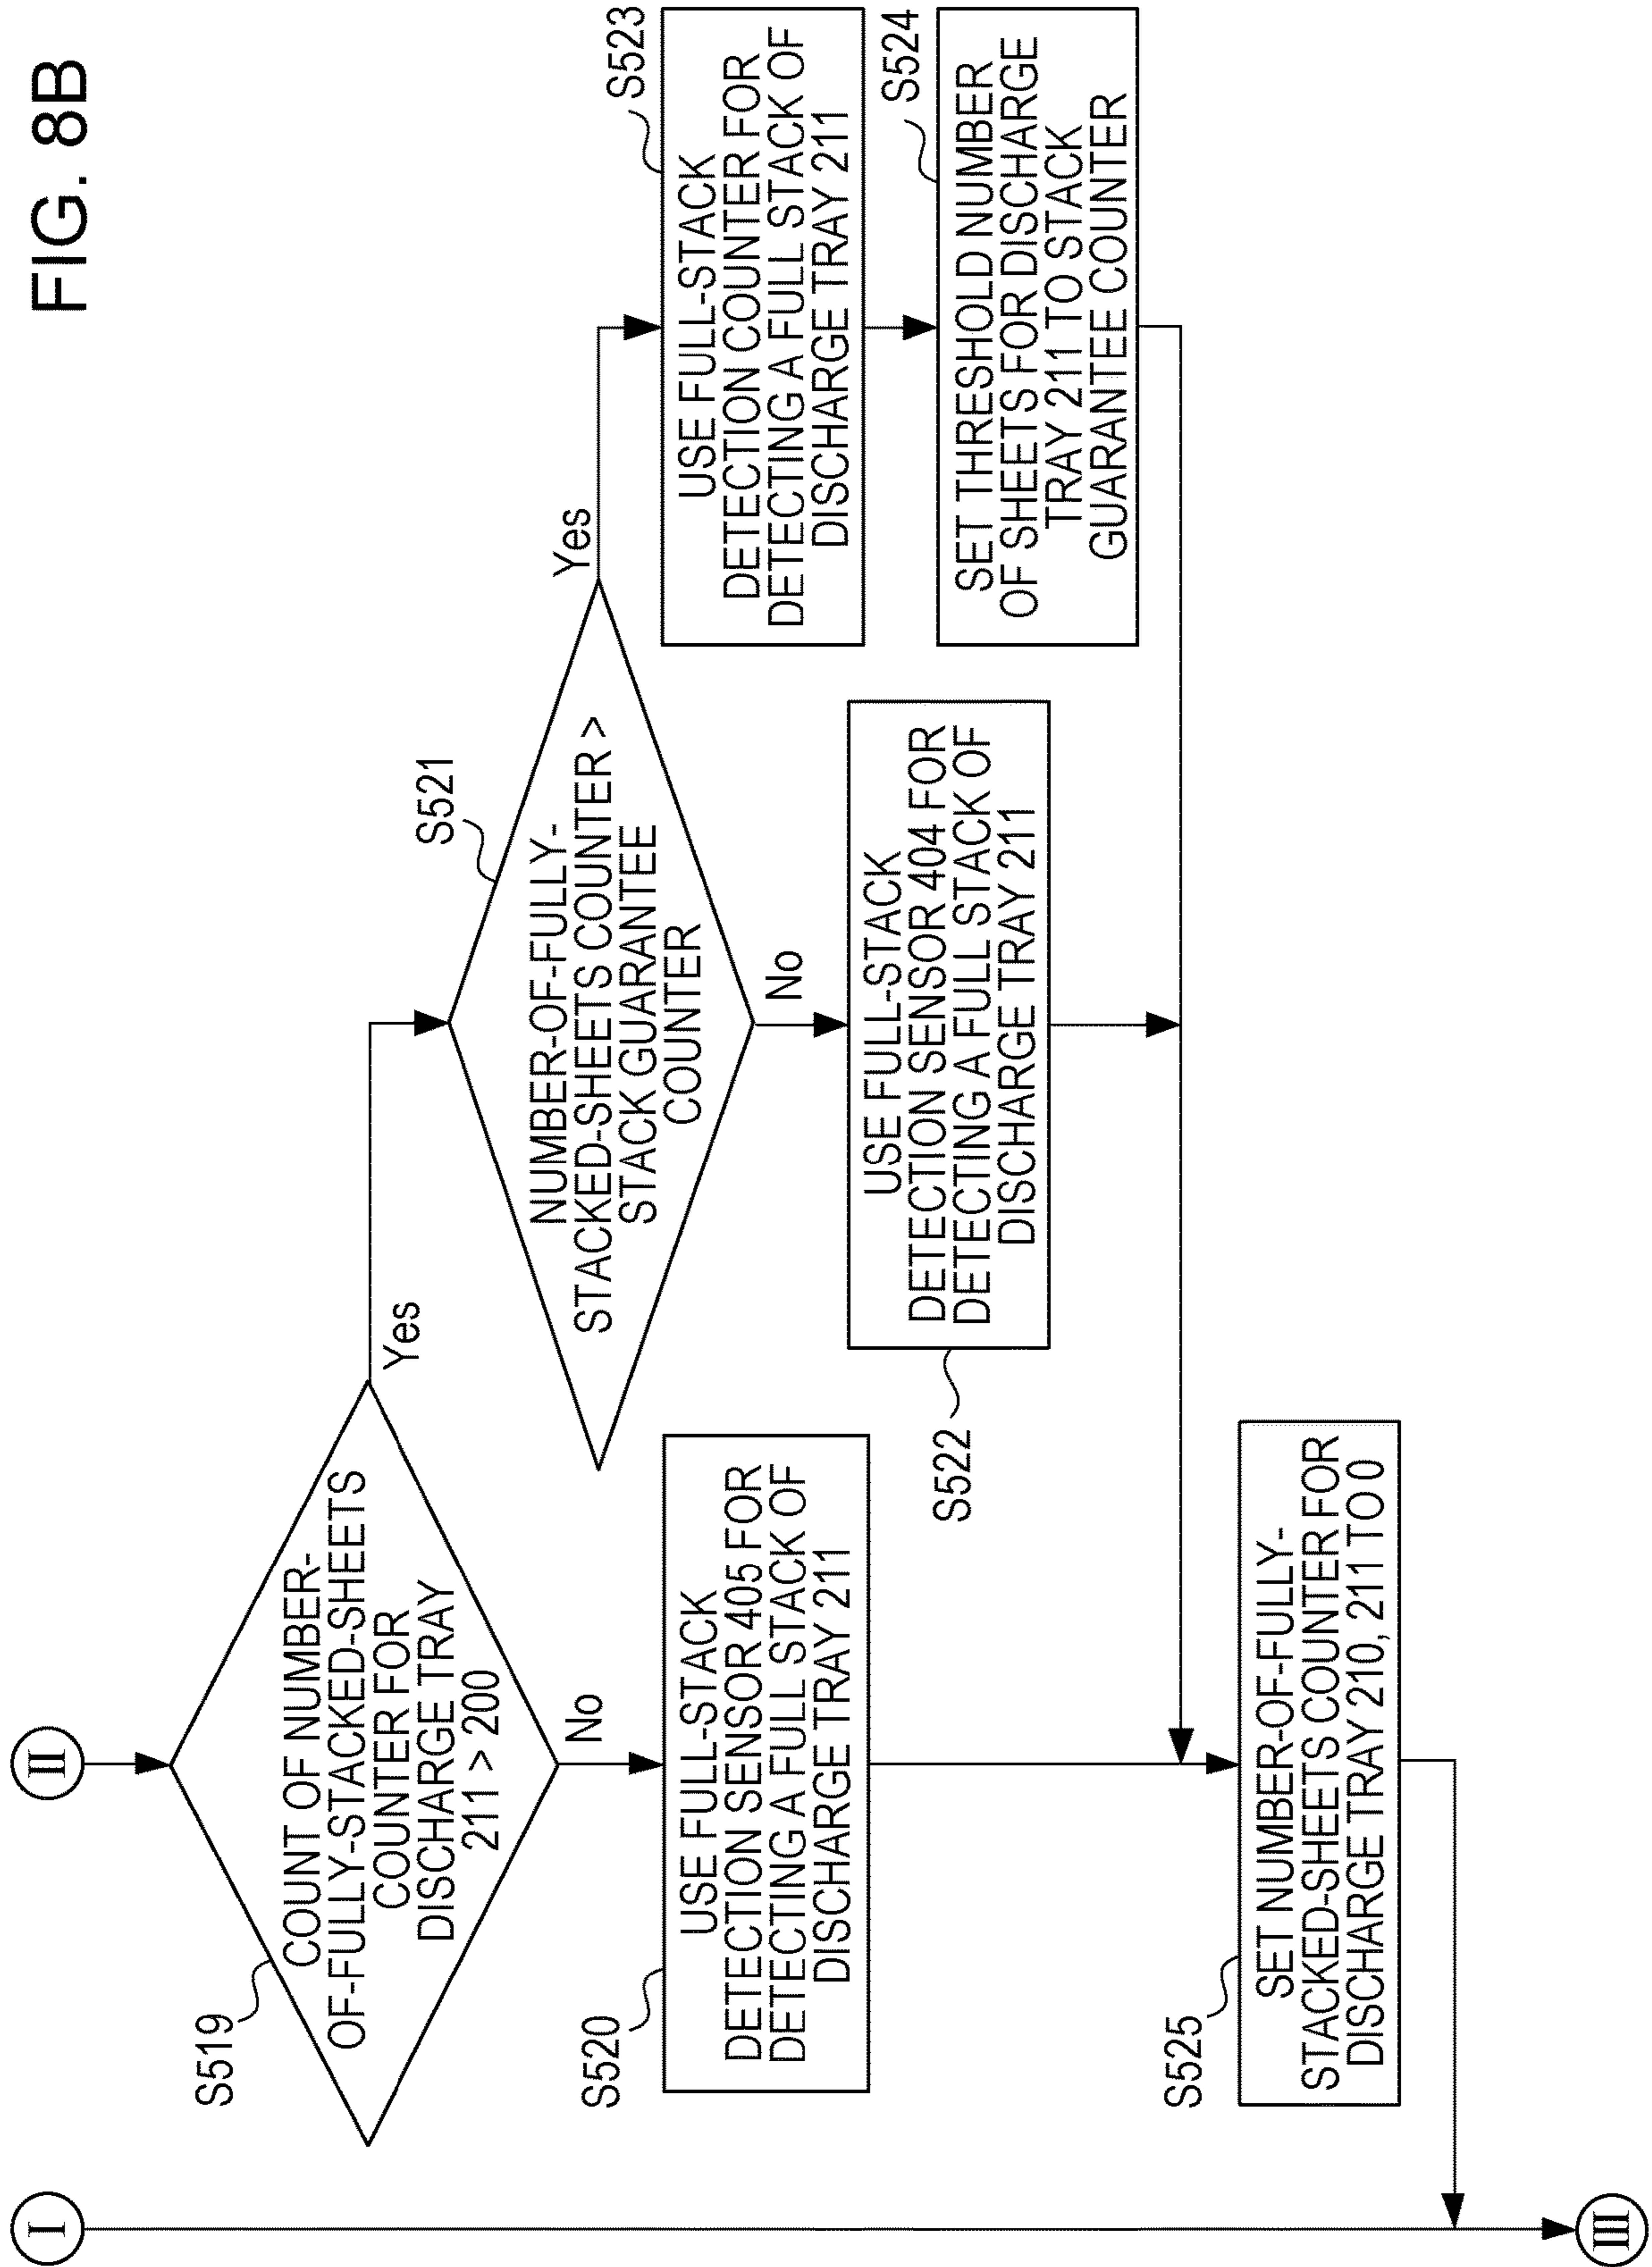 FIG. 8B
I
II
S519
COUNT OF NUMBER-
OF-FULLY-STACKED-SHEETS
COUNTER FOR
DISCHARGE TRAY
211 > 200
Yes
No
S520
USE FULL-STACK
DETECTION SENSOR 405 FOR
DETECTING A FULL STACK OF
DISCHARGE TRAY 211
S521
NUMBER-OF-FULLY-
STACKED-SHEETS COUNTER >
STACK GUARANTEE
COUNTER
Yes
No
S522
USE FULL-STACK
DETECTION SENSOR 404 FOR
DETECTING A FULL STACK OF
DISCHARGE TRAY 211
S523
USE FULL-STACK
DETECTION COUNTER FOR
DETECTING A FULL STACK OF
DISCHARGE TRAY 211
S524
SET THRESHOLD NUMBER
OF SHEETS FOR DISCHARGE
TRAY 211 TO STACK
GUARANTEE COUNTER
S525
SET NUMBER-OF-FULLY-
STACKED-SHEETS COUNTER FOR
DISCHARGE TRAY 210, 211 TO 0
III